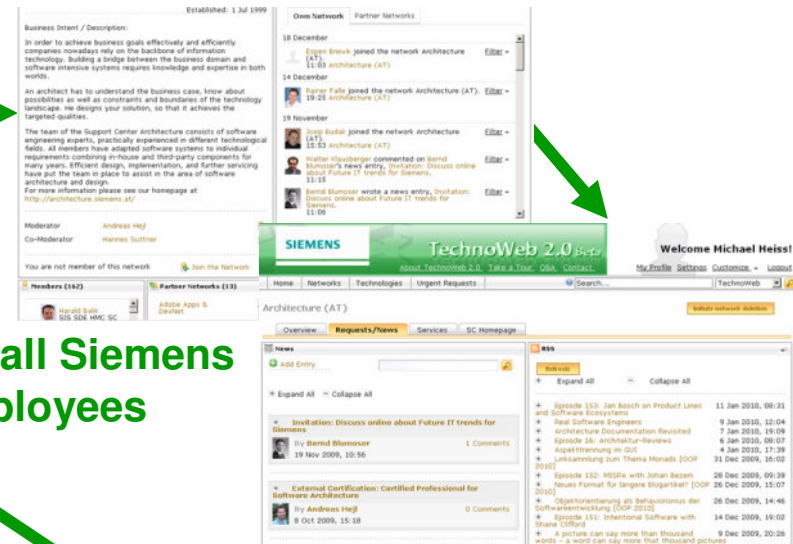 Established: 1 Jul 1999
Business Intent / Description:
In order to achieve business goals effectively and efficiently
companies nowadays rely on the backbone of information
technology. Building a bridge between the business domain and
software intensive systems requires knowledge and expertise in both
worlds.
An architect has to understand the business case, know about
possibilities as well as constraints and boundaries of the technology
landscape. He designs your solution, so that it achieves the
targeted qualities.
The team of the Support Center Architecture consists of software
engineering experts, practically experienced in different technological
fields. All members have adapted software systems to individual
requirements combining in-house and third-party components for
many years. Efficient design, implementation, and further servicing
have put the team in place to assist in the area of software
architecture and design.
For more information please see our homepage at
http://architecture.siemens.at/
Moderator Andreas Hejl
Co-Moderator Hannes Suttner
You are not member of this network Join the Network
Members (162) Partner Networks (13)
Harald Balik
SIS SDE HMC SC
Adobe Apps &
DevNet
Own Network Partner Networks
18 December
Espen Breivik joined the network Architecture
(AT). Filter
11:03 Architecture (AT)
14 December
Rainer Falle joined the network Architecture (AT). Filter
19:25 Architecture (AT)
19 November
Josip Budak joined the network Architecture
(AT). Filter
15:53 Architecture (AT)
Walter Klausberger commented on Bernd
Blumoser's news entry, Invitation: Discuss online
about Future IT trends for Siemens. Filter
11:15
Bernd Blumoser wrote a news entry, Invitation:
Discuss online about Future IT trends for
Siemens. Filter
11:06
all Siemens
ployees
SIEMENS
TechnoWeb 2.0 Beta
About TechnoWeb 2.0 Take a Tour Q&A Contact
Welcome Michael Heiss!
My Profile Settings Customize Logout
Home Networks Technologies Urgent Requests Search... TechnoWeb
Architecture (AT)
Initiate network deletion
Overview Requests/News Services SC Homepage
News
Add Entry
+ Expand All − Collapse All
+ Invitation: Discuss online about Future IT trends for
Siemens
By Bernd Blumoser 1 Comments
19 Nov 2009, 10:56
+ External Certification: Certified Professional for
Software Architecture
By Andreas Hejl 0 Comments
8 Oct 2009, 15:18
RSS
Refresh
+ Expand All − Collapse All
+ Episode 153: Jan Bosch on Product Lines
and Software Ecosystems 11 Jan 2010, 08:31
+ Real Software Engineers 9 Jan 2010, 12:04
+ Architecture Documentation Revisited 7 Jan 2010, 19:09
+ Episode 16: Architektur-Reviews 6 Jan 2010, 08:07
+ Aspekttrennung im GUI 4 Jan 2010, 17:39
+ Linksammlung zum Thema Monads [OOP
2010] 31 Dec 2009, 16:02
+ Episode 152: MISRA with Johan Bezem 28 Dec 2009, 09:39
+ Neues Format für längere Blogartikel? [OOP
2010] 26 Dec 2009, 15:07
+ Objektorientierung als Behaviorismus der
Softwareentwicklung [OOP 2010] 26 Dec 2009, 14:46
+ Episode 151: Intentional Software with
Shane Clifford 14 Dec 2009, 19:02
+ A picture can say more than thousand
words – a word can say more that thousand pictures 9 Dec 2009, 20:26